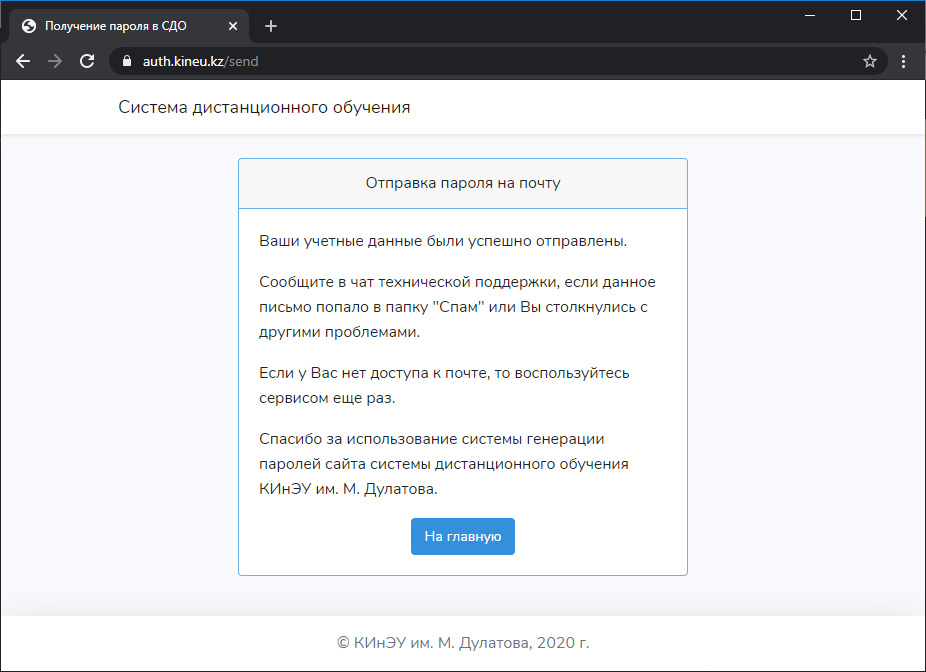 Получение пароля в СДО
auth.kineu.kz/send
Система дистанционного обучения
Отправка пароля на почту
Ваши учетные данные были успешно отправлены.
Сообщите в чат технической поддержки, если данное
письмо попало в папку "Спам" или Вы столкнулись с
другими проблемами.
Если у Вас нет доступа к почте, то воспользуйтесь
сервисом еще раз.
Спасибо за использование системы генерации
паролей сайта системы дистанционного обучения
КИнЭУ им. М. Дулатова.
На главную
© КИнЭУ им. М. Дулатова, 2020 г.